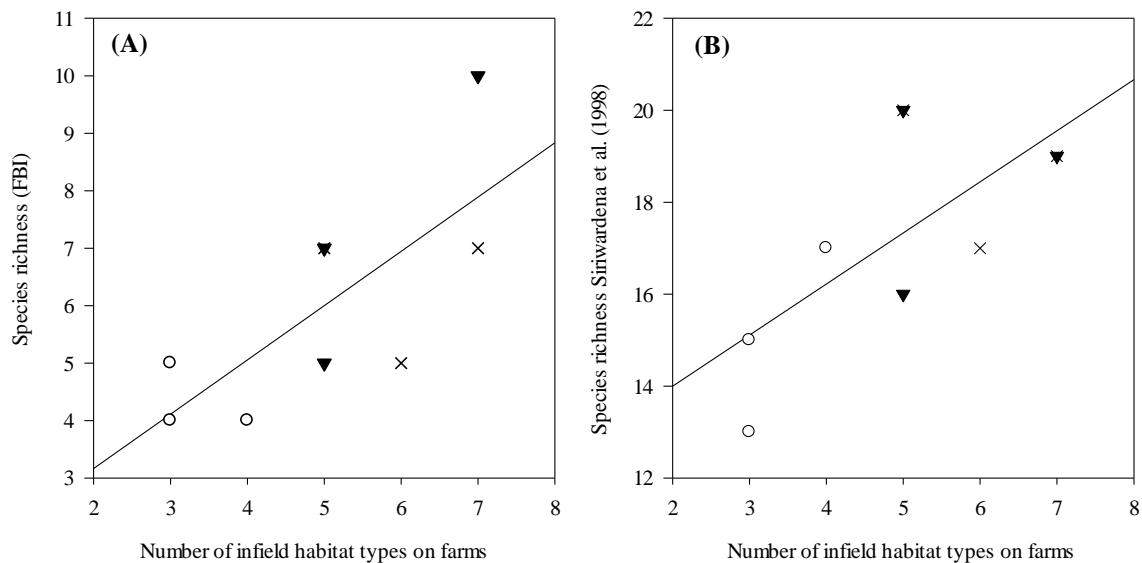 (A)
11
10
9
8
7
6
5
4
3
Species richness (FBI)
2 3 4 5 6 7 8
Number of infield habitat types on farms
(B)
22
20
18
16
14
12
Species richness Siriwardena et al. (1998)
2 3 4 5 6 7 8
Number of infield habitat types on farms